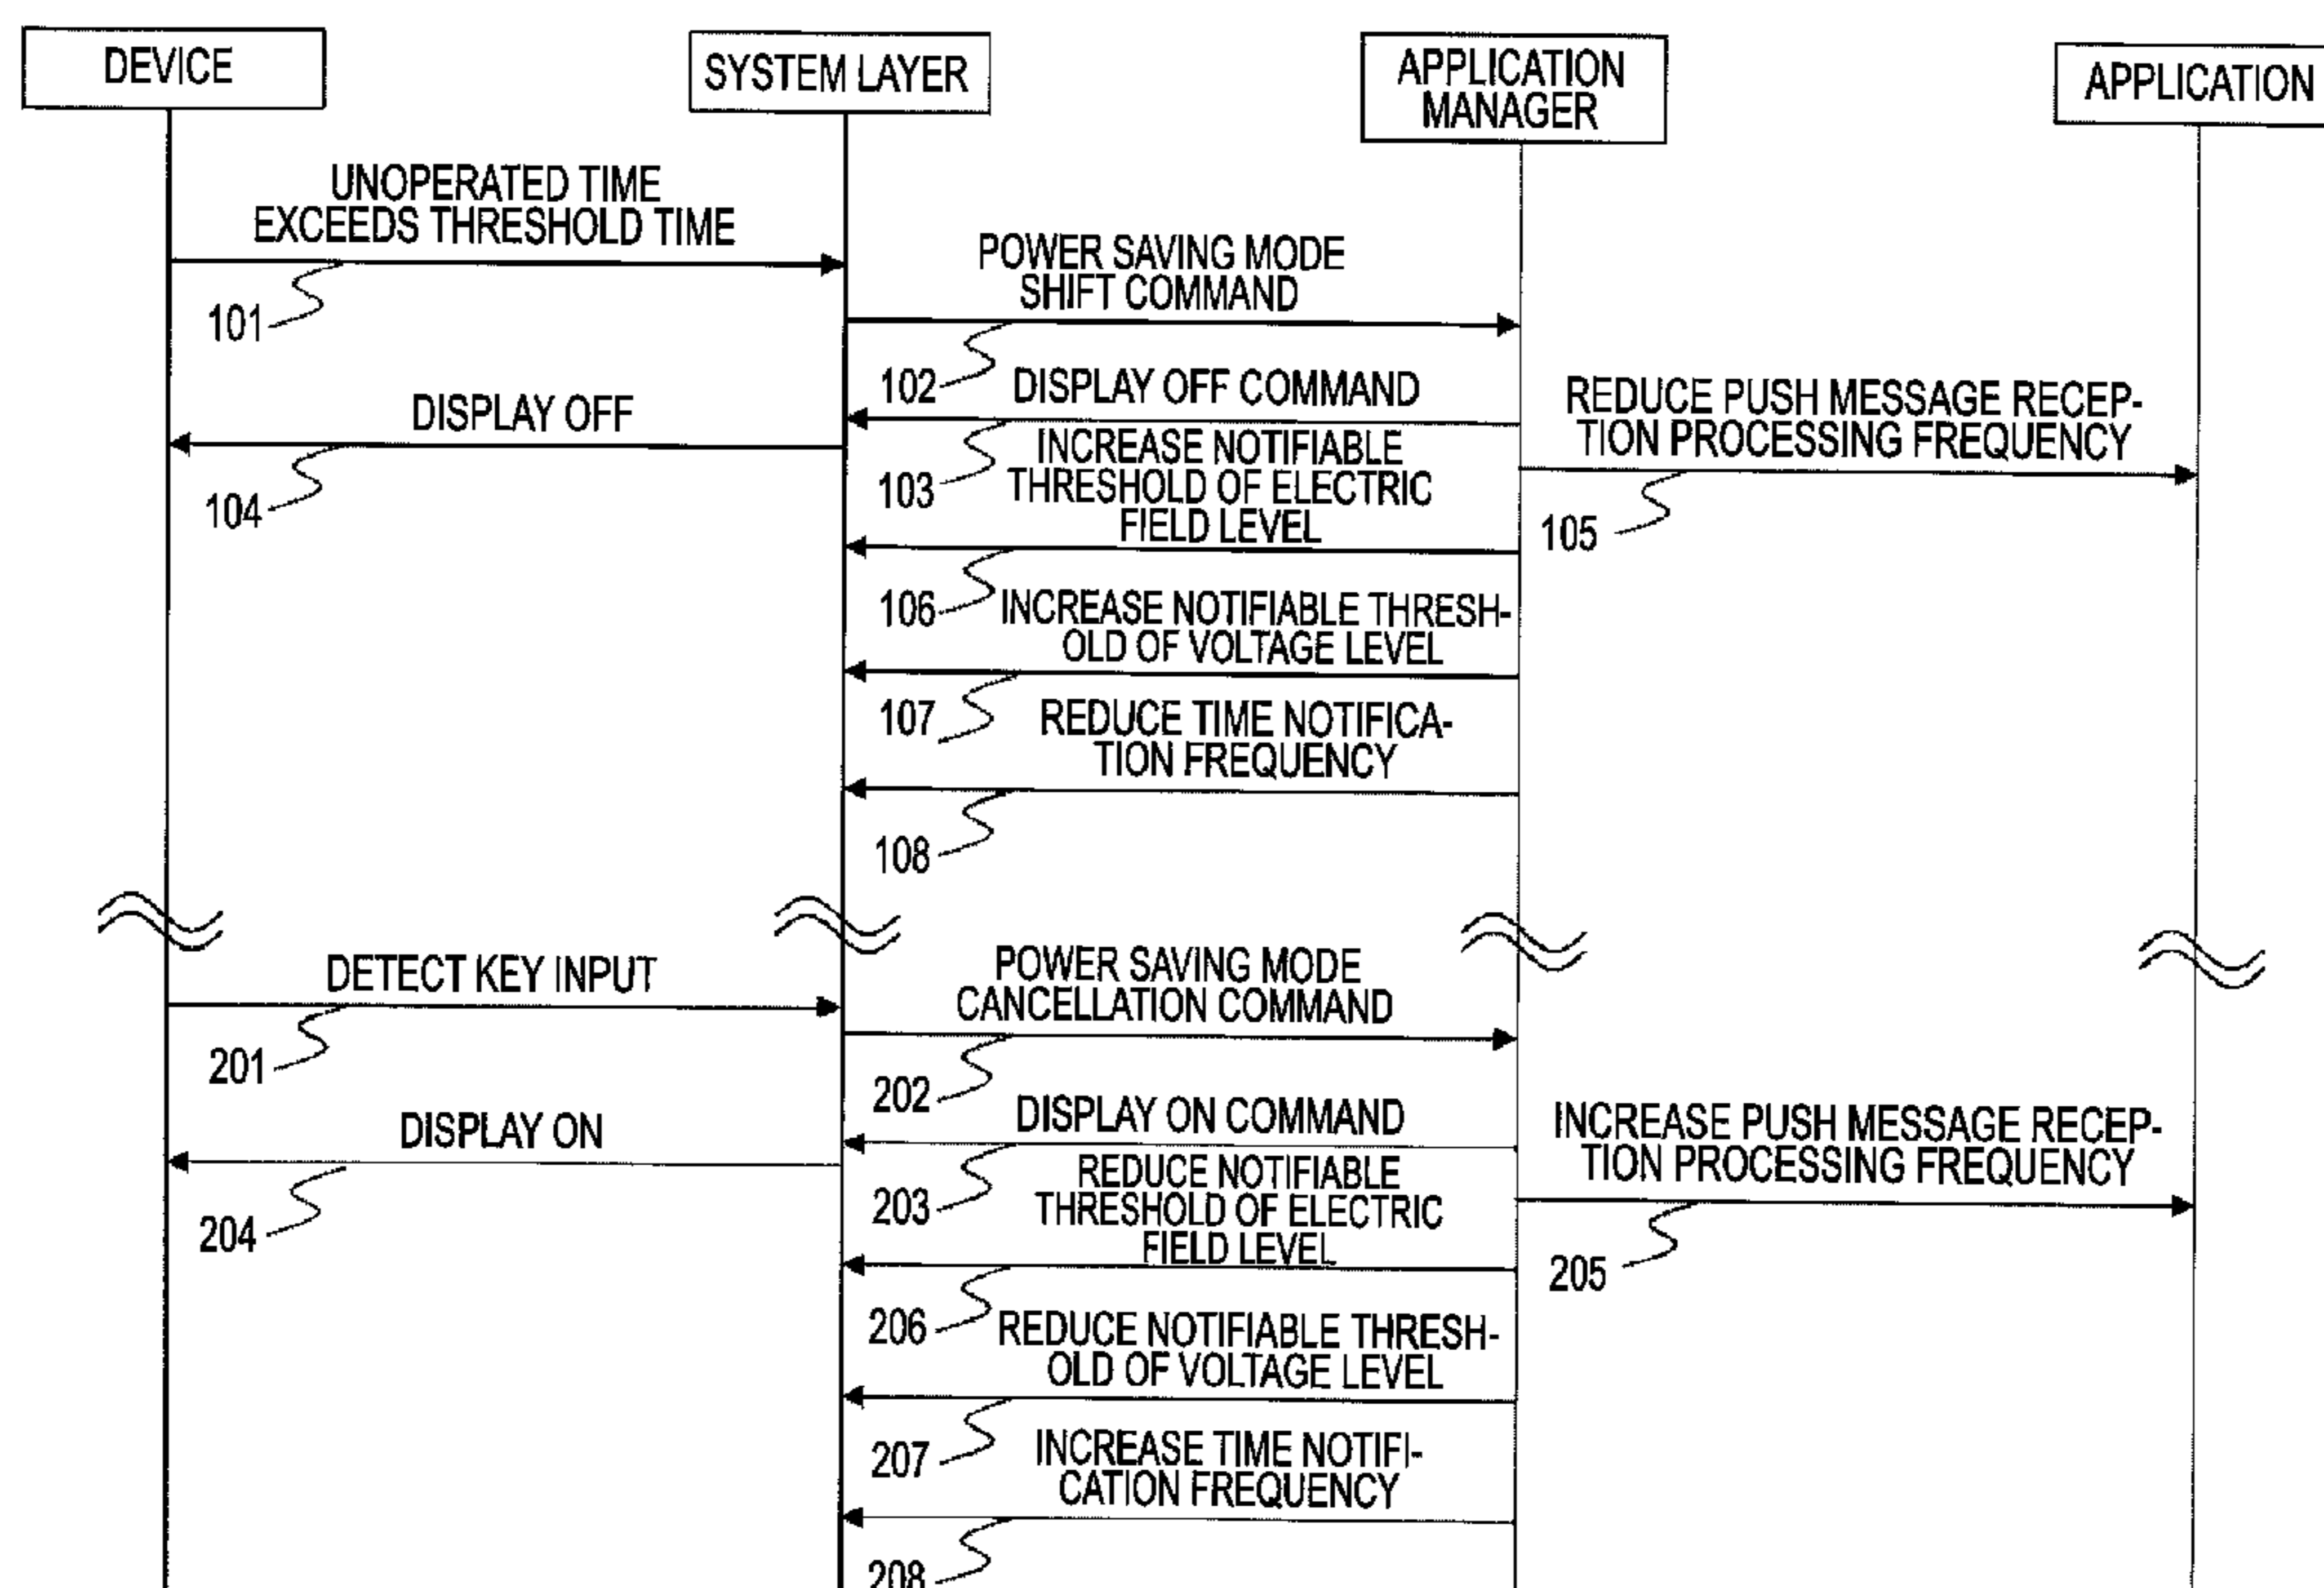 DEVICE
SYSTEM LAYER
APPLICATION
MANAGER
APPLICATION
UNOPERATED TIME
EXCEEDS THRESHOLD TIME
101
POWER SAVING MODE
SHIFT COMMAND
102
DISPLAY OFF COMMAND
103
DISPLAY OFF
104
REDUCE PUSH MESSAGE RECEP-
TION PROCESSING FREQUENCY
105
INCREASE NOTIFIABLE
THRESHOLD OF ELECTRIC
FIELD LEVEL
106
INCREASE NOTIFIABLE THRESH-
OLD OF VOLTAGE LEVEL
107
REDUCE TIME NOTIFICA-
TION FREQUENCY
108
DETECT KEY INPUT
201
POWER SAVING MODE
CANCELLATION COMMAND
202
DISPLAY ON COMMAND
203
DISPLAY ON
204
INCREASE PUSH MESSAGE RECEP-
TION PROCESSING FREQUENCY
205
REDUCE NOTIFIABLE
THRESHOLD OF ELECTRIC
FIELD LEVEL
206
REDUCE NOTIFIABLE THRESH-
OLD OF VOLTAGE LEVEL
207
INCREASE TIME NOTIFI-
CATION FREQUENCY
208